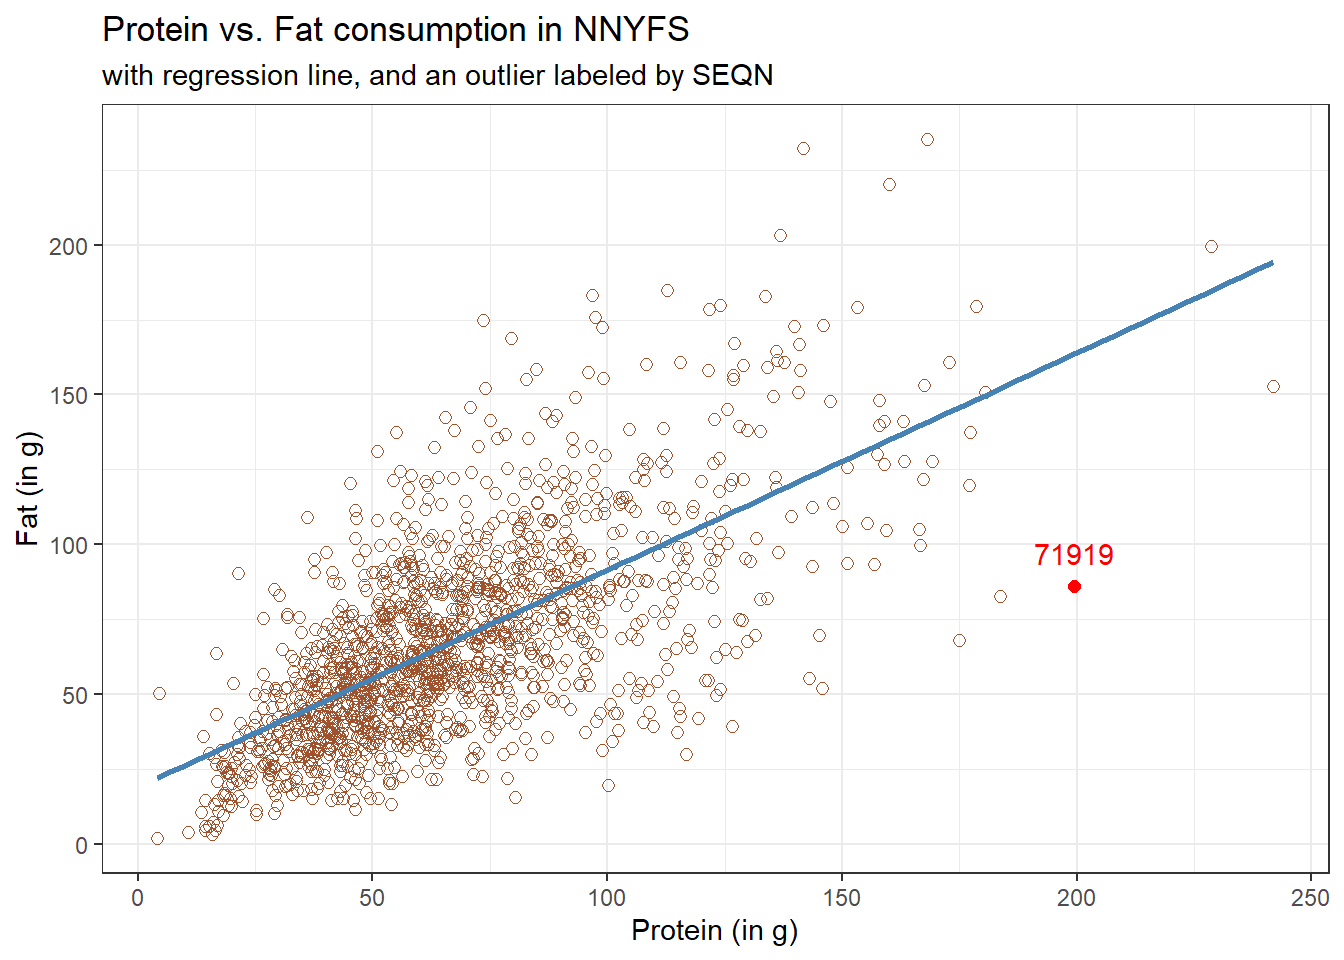 Protein vs. Fat consumption in NNYFS
with regression line, and an outlier labeled by SEQN
Fat (in g)
200
150
100
50
0
71919
0 50 100 150 200 250
Protein (in g)